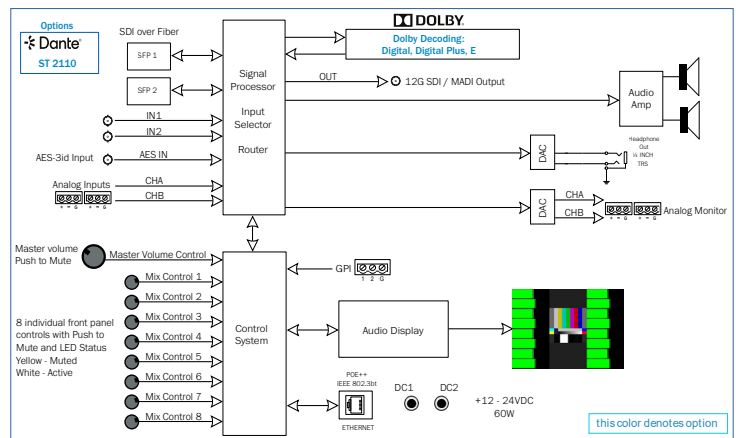 Options
Dante®
ST 2110
SDI over Fiber
SFP 1
SFP 2
IN1
IN2
AES-3id Input
AES IN
Analog Inputs
CHA
CHB
+ = G
+ = G
Signal
Processor
Input
Selector
Router
DOLBY.
Dolby Decoding:
Digital, Digital Plus, E
OUT
12G SDI / MADI Output
Audio
Amp
DAC
Headphone
Out
¼ INCH
TRS
DAC
CHA
CHB
+ = G
+ = G
Analog Monitor
Master volume
Push to Mute
Master Volume Control
Mix Control 1
Mix Control 2
Mix Control 3
Mix Control 4
Mix Control 5
Mix Control 6
Mix Control 7
Mix Control 8
8 individual front panel
controls with Push to
Mute and LED Status
Yellow - Muted
White - Active
Control
System
GPI
1 2 G
Audio Display
POE++
IEEE 802.3bt
ETHERNET
DC1
DC2
+12 - 24VDC
60W
this color denotes option